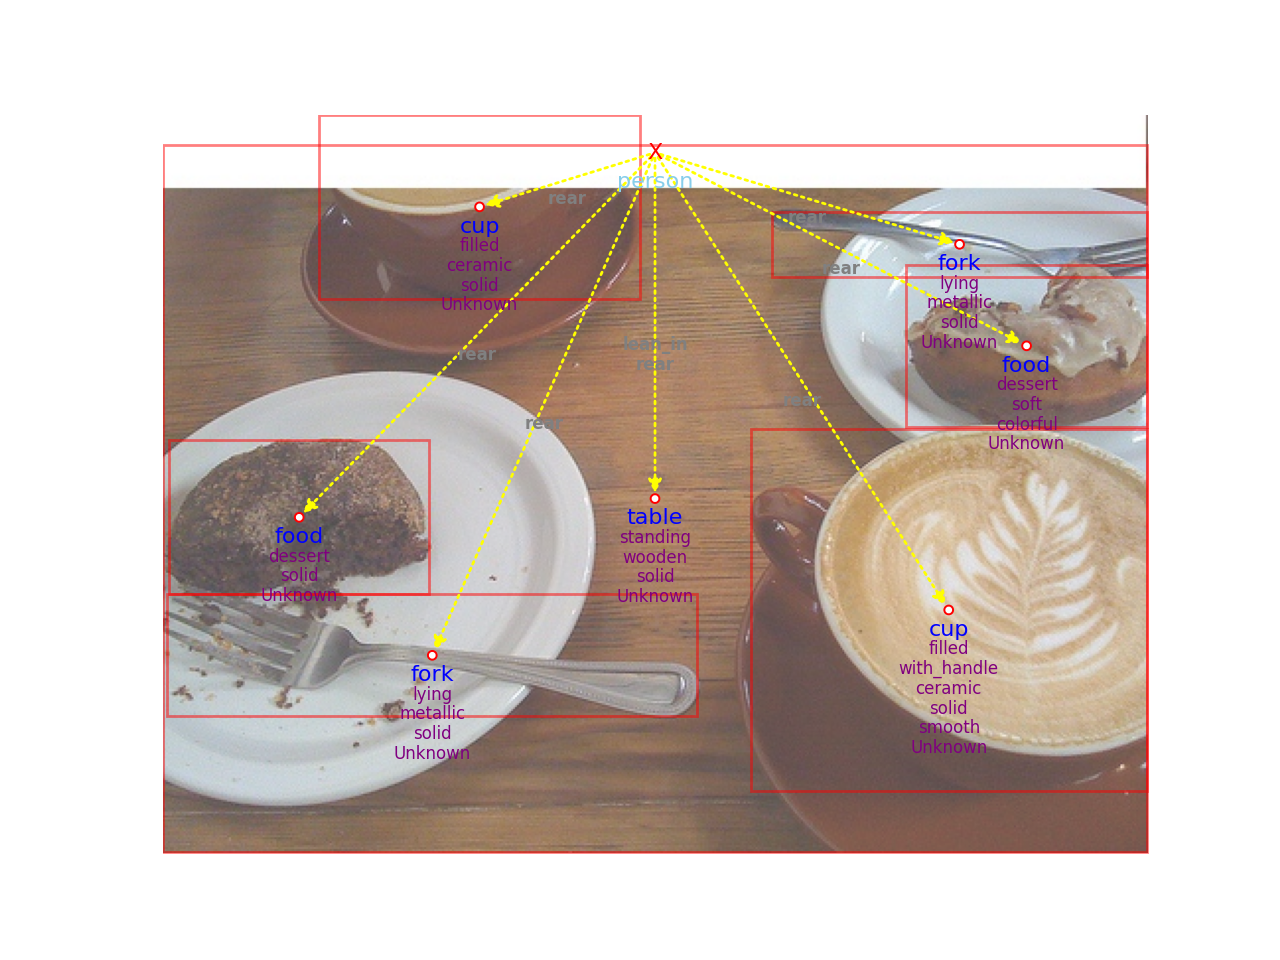 X
person
rear
cup
filled
ceramic
solid
Unknown
rear
fork
lying
metallic
solid
Unknown
rear
food
dessert
soft
colorful
Unknown
rear
lean_in
rear
rear
rear
food
dessert
solid
Unknown
table
standing
wooden
solid
Unknown
cup
filled
with_handle
ceramic
solid
smooth
Unknown
fork
lying
metallic
solid
Unknown